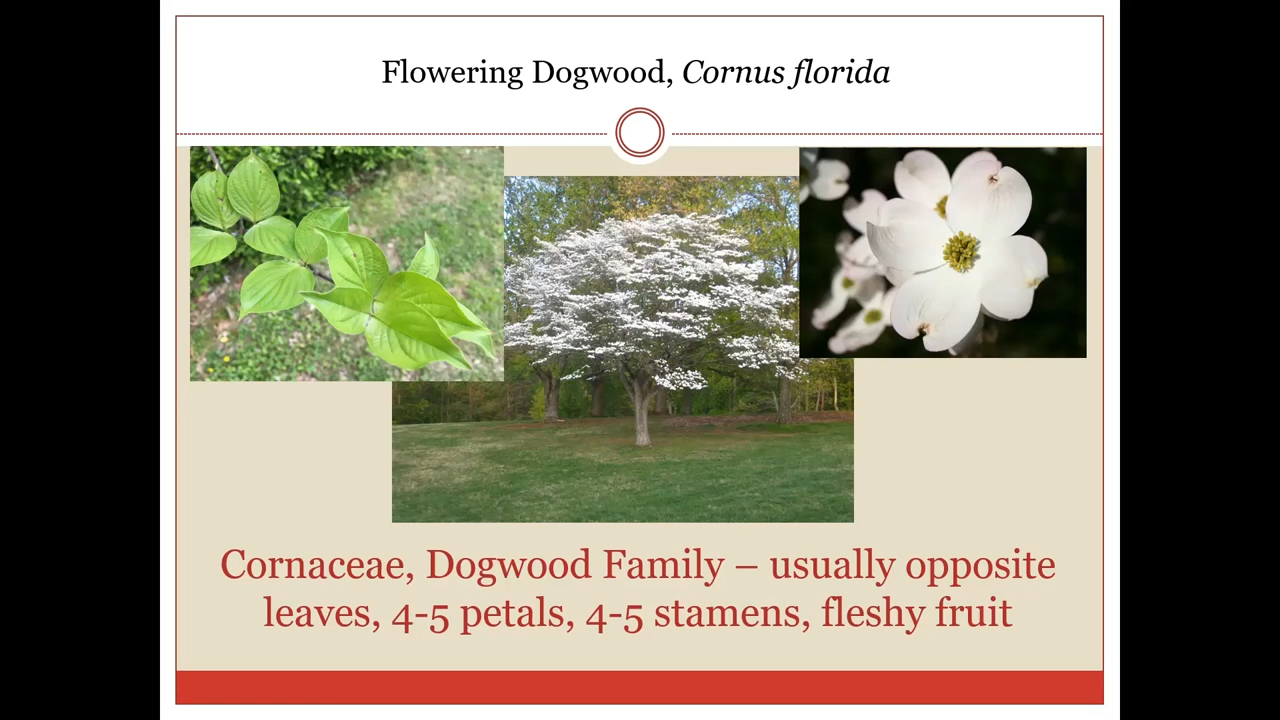 Flowering Dogwood, Cornus florida
Cornaceae, Dogwood Family – usually opposite
leaves, 4-5 petals, 4-5 stamens, fleshy fruit